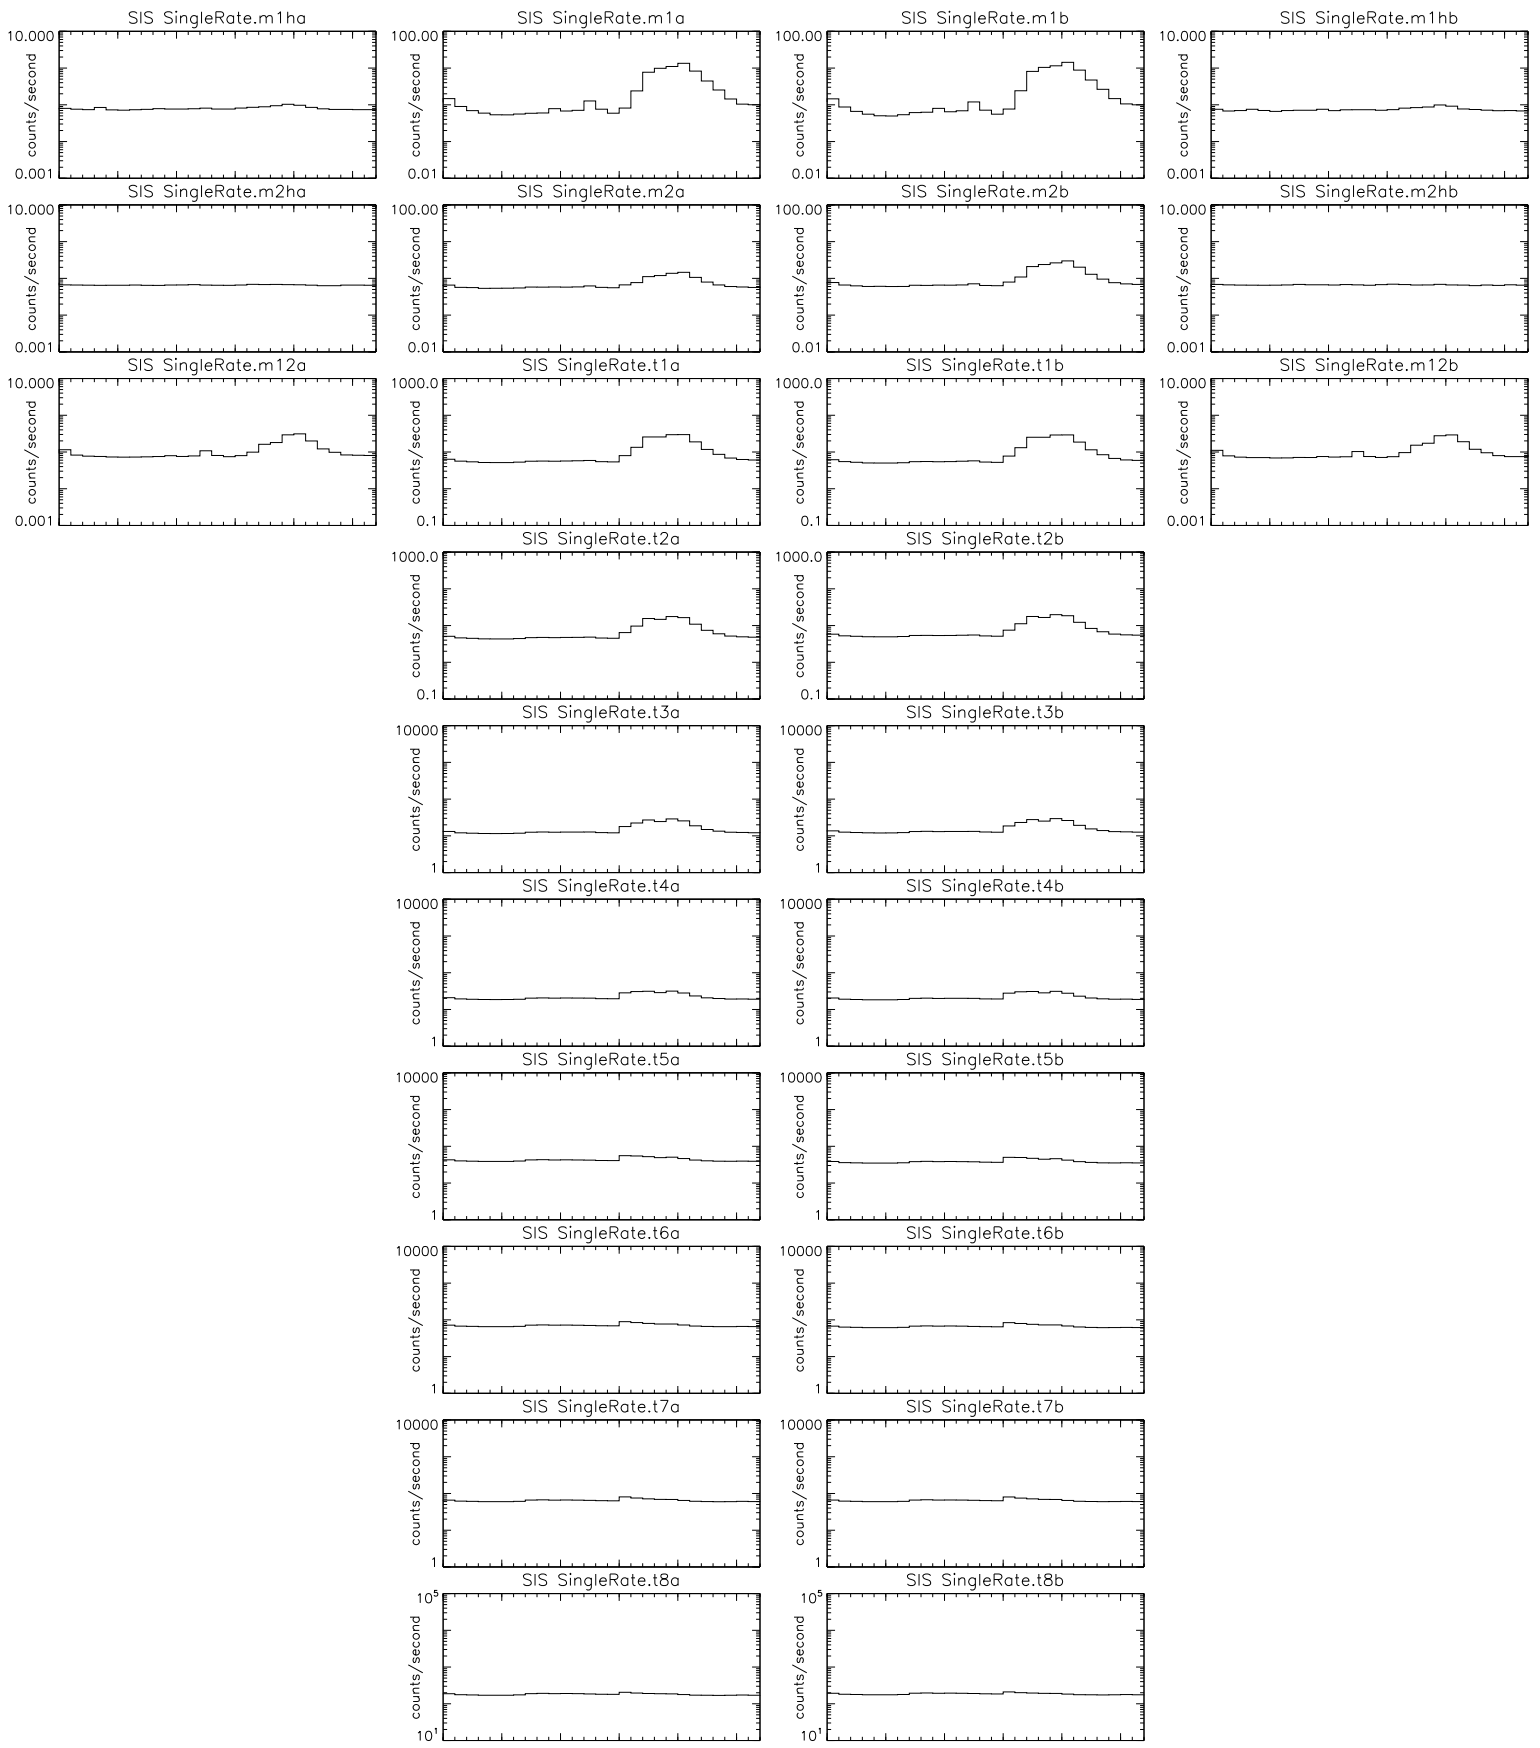 SIS SingleRate.m1ha
SIS SingleRate.m1a
SIS SingleRate.m1b
SIS SingleRate.m1hb
10.000
counts/second
0.001
100.00
counts/second
0.01
100.00
counts/second
0.01
10.000
counts/second
0.001
SIS SingleRate.m2ha
SIS SingleRate.m2a
SIS SingleRate.m2b
SIS SingleRate.m2hb
10.000
counts/second
0.001
100.00
counts/second
0.01
100.00
counts/second
0.01
10.000
counts/second
0.001
SIS SingleRate.m12a
SIS SingleRate.t1a
SIS SingleRate.t1b
SIS SingleRate.m12b
10.000
counts/second
0.001
1000.0
counts/second
0.1
1000.0
counts/second
0.1
10.000
counts/second
0.001
SIS SingleRate.t2a
SIS SingleRate.t2b
1000.0
counts/second
0.1
1000.0
counts/second
0.1
SIS SingleRate.t3a
SIS SingleRate.t3b
10000
counts/second
1
10000
counts/second
1
SIS SingleRate.t4a
SIS SingleRate.t4b
10000
counts/second
1
10000
counts/second
1
SIS SingleRate.t5a
SIS SingleRate.t5b
10000
counts/second
1
10000
counts/second
1
SIS SingleRate.t6a
SIS SingleRate.t6b
10000
counts/second
1
10000
counts/second
1
SIS SingleRate.t7a
SIS SingleRate.t7b
10000
counts/second
1
10000
counts/second
1
SIS SingleRate.t8a
SIS SingleRate.t8b
10⁵
counts/second
10¹
10⁵
counts/second
10¹